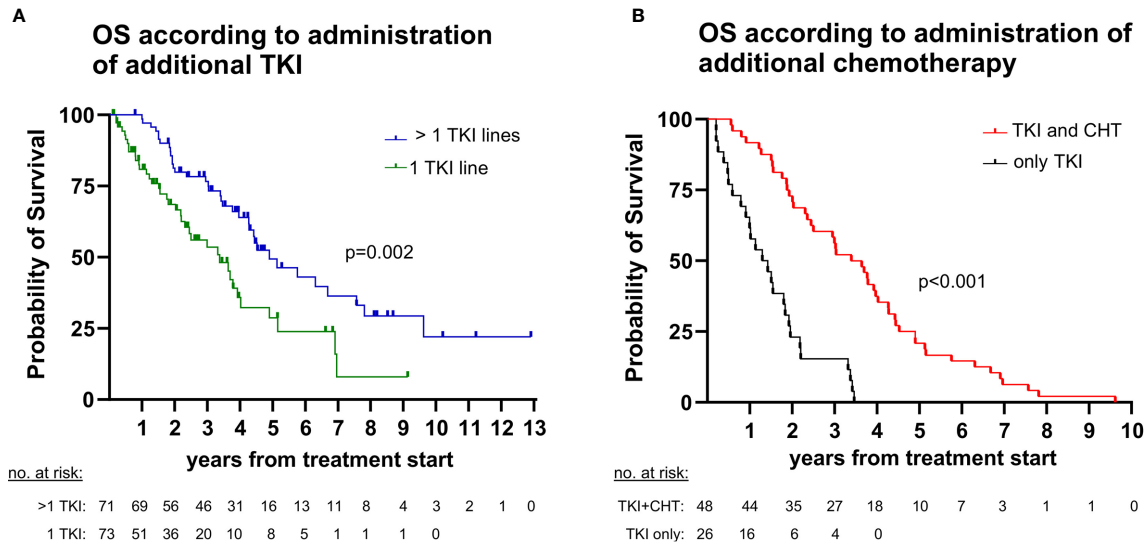 A
OS according to administration
of additional TKI
Probability of Survival
100
75
50
25
0
> 1 TKI lines
1 TKI line
p=0.002
1 2 3 4 5 6 7 8 9 10 11 12 13
years from treatment start
no. at risk:
>1 TKI: 71 69 56 46 31 16 13 11 8 4 3 2 1 0
1 TKI: 73 51 36 20 10 8 5 1 1 1 0
B
OS according to administration of
additional chemotherapy
Probability of Survival
100
75
50
25
0
TKI and CHT
only TKI
p<0.001
1 2 3 4 5 6 7 8 9 10
years from treatment start
no. at risk:
TKI+CHT: 48 44 35 27 18 10 7 3 1 1 0
TKI only: 26 16 6 4 0